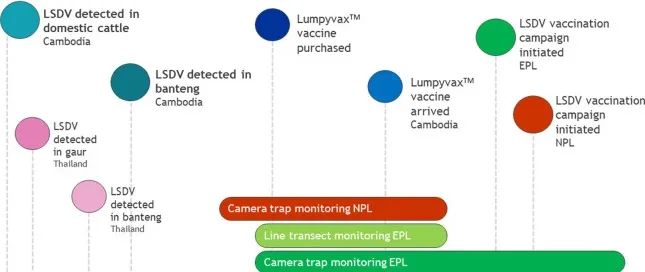 LSDV detected in
domestic cattle
Cambodia
LSDV
detected
in gaur
Thailand
LSDV
detected
in banteng
Thailand
LSDV detected in
banteng
Cambodia
Lumpyvax™
vaccine
purchased
Lumpyvax™
vaccine
arrived
Cambodia
LSDV vaccination
campaign
initiated
EPL
LSDV vaccination
campaign
initiated
NPL
Camera trap monitoring NPL
Line transect monitoring EPL
Camera trap monitoring EPL